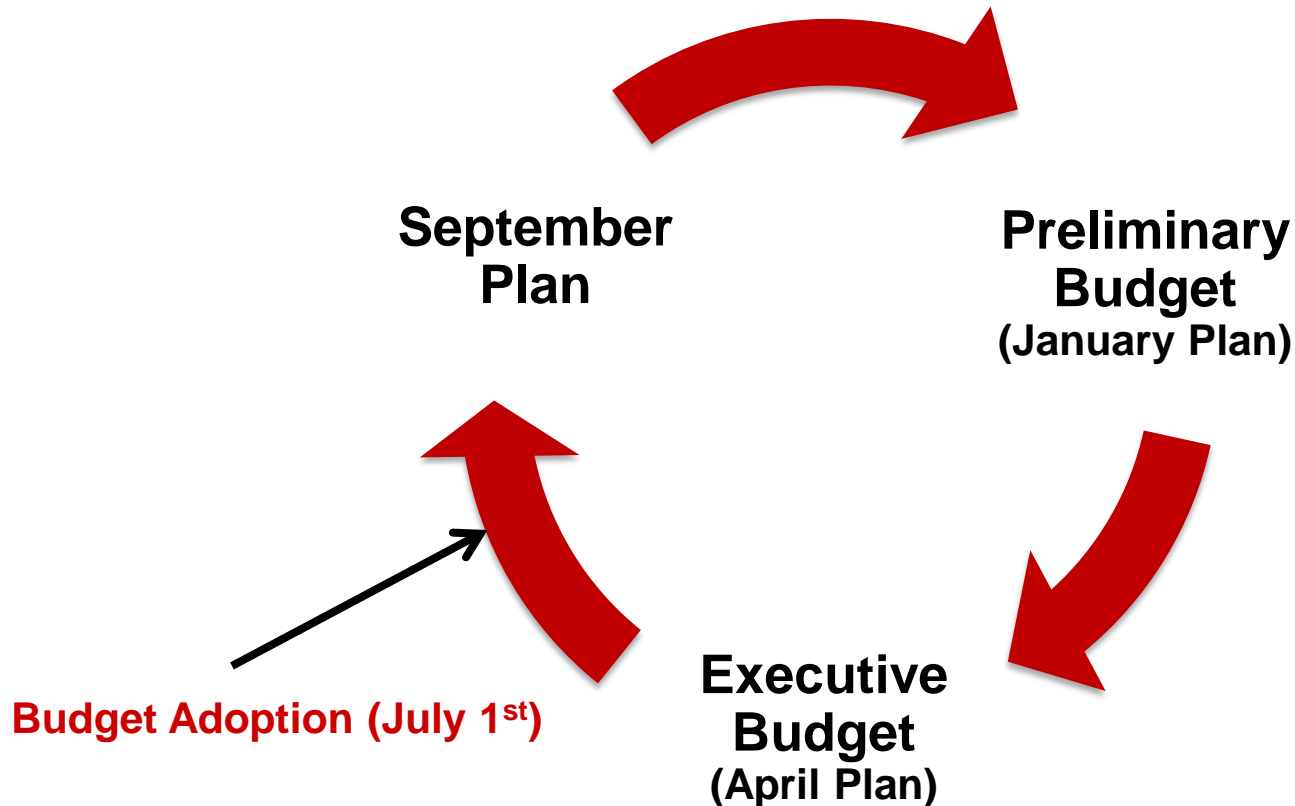 September
Plan
Preliminary
Budget
(January Plan)
Executive
Budget
(April Plan)
Budget Adoption (July 1st)